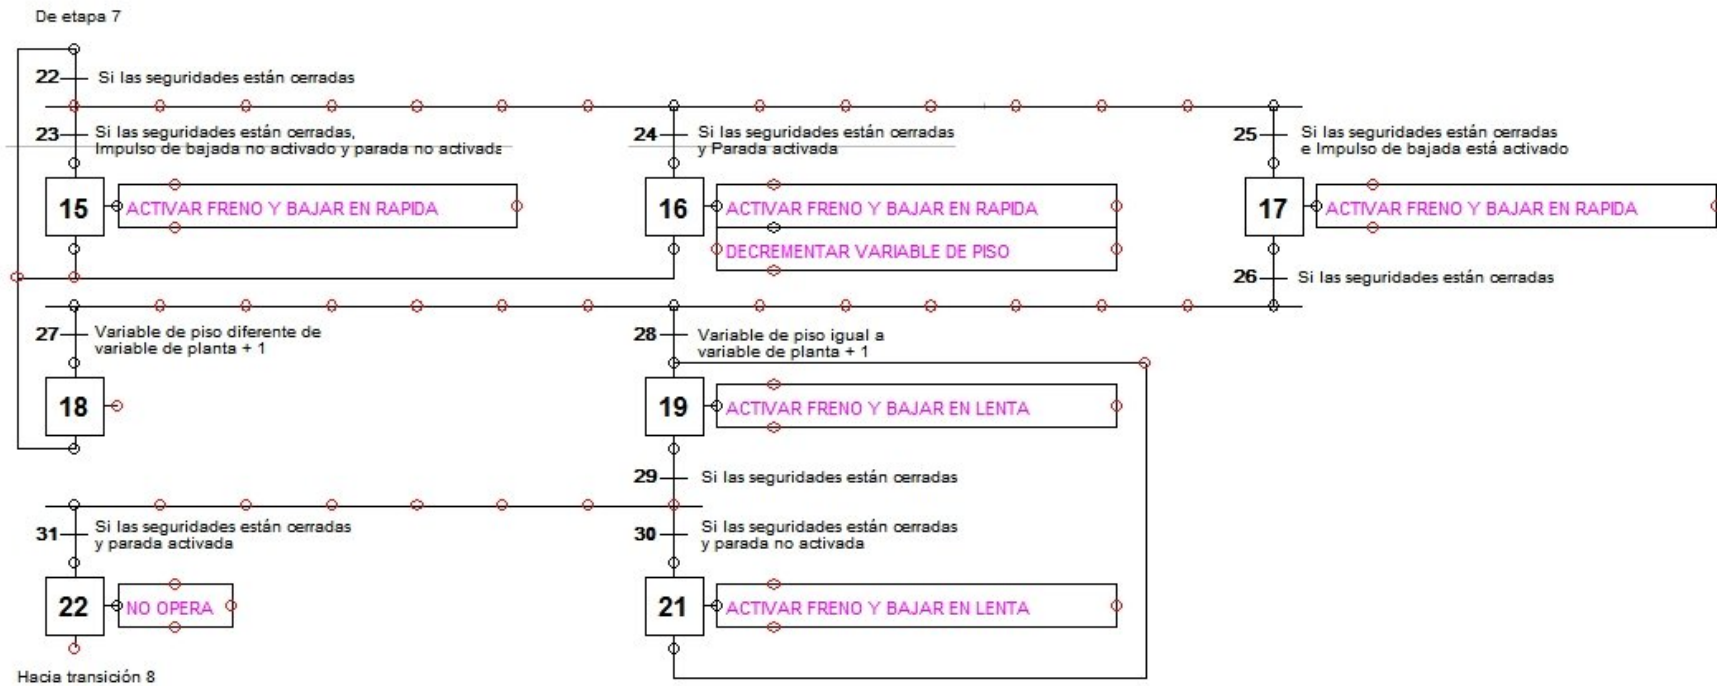 De etapa 7
22 Si las seguridades están cerradas
23 Si las seguridades están cerradas,
Impulso de bajada no activado y parada no activada
24 Si las seguridades están cerradas
y Parada activada
25 Si las seguridades están cerradas
e Impulso de bajada está activado
15 ACTIVAR FRENO Y BAJAR EN RAPIDA
16 ACTIVAR FRENO Y BAJAR EN RAPIDA
DECREMENTAR VARIABLE DE PISO
17 ACTIVAR FRENO Y BAJAR EN RAPIDA
26 Si las seguridades están cerradas
27 Variable de piso diferente de
variable de planta + 1
28 Variable de piso igual a
variable de planta + 1
18
19 ACTIVAR FRENO Y BAJAR EN LENTA
29 Si las seguridades están cerradas
31 Si las seguridades están cerradas
y parada activada
30 Si las seguridades están cerradas
y parada no activada
22 NO OPERA
21 ACTIVAR FRENO Y BAJAR EN LENTA
Hacia transición 8